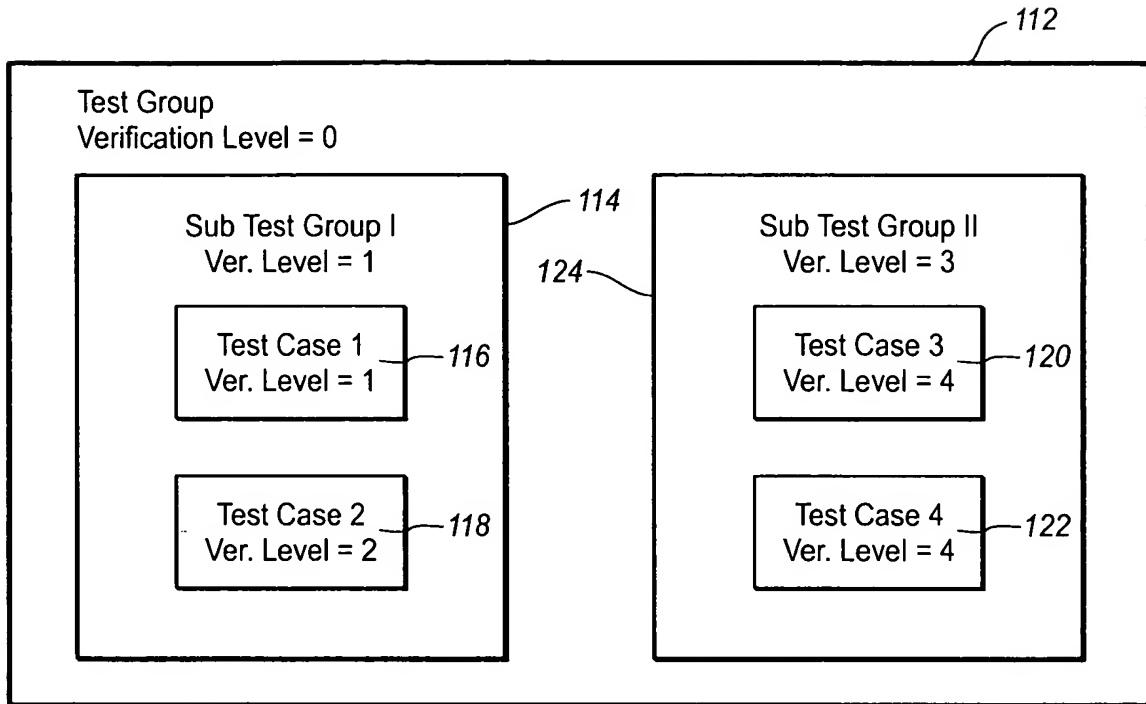 112
Test Group
Verification Level = 0
Sub Test Group I
Ver. Level = 1
114
Test Case 1
Ver. Level = 1
116
Test Case 2
Ver. Level = 2
118
Sub Test Group II
Ver. Level = 3
124
Test Case 3
Ver. Level = 4
120
Test Case 4
Ver. Level = 4
122